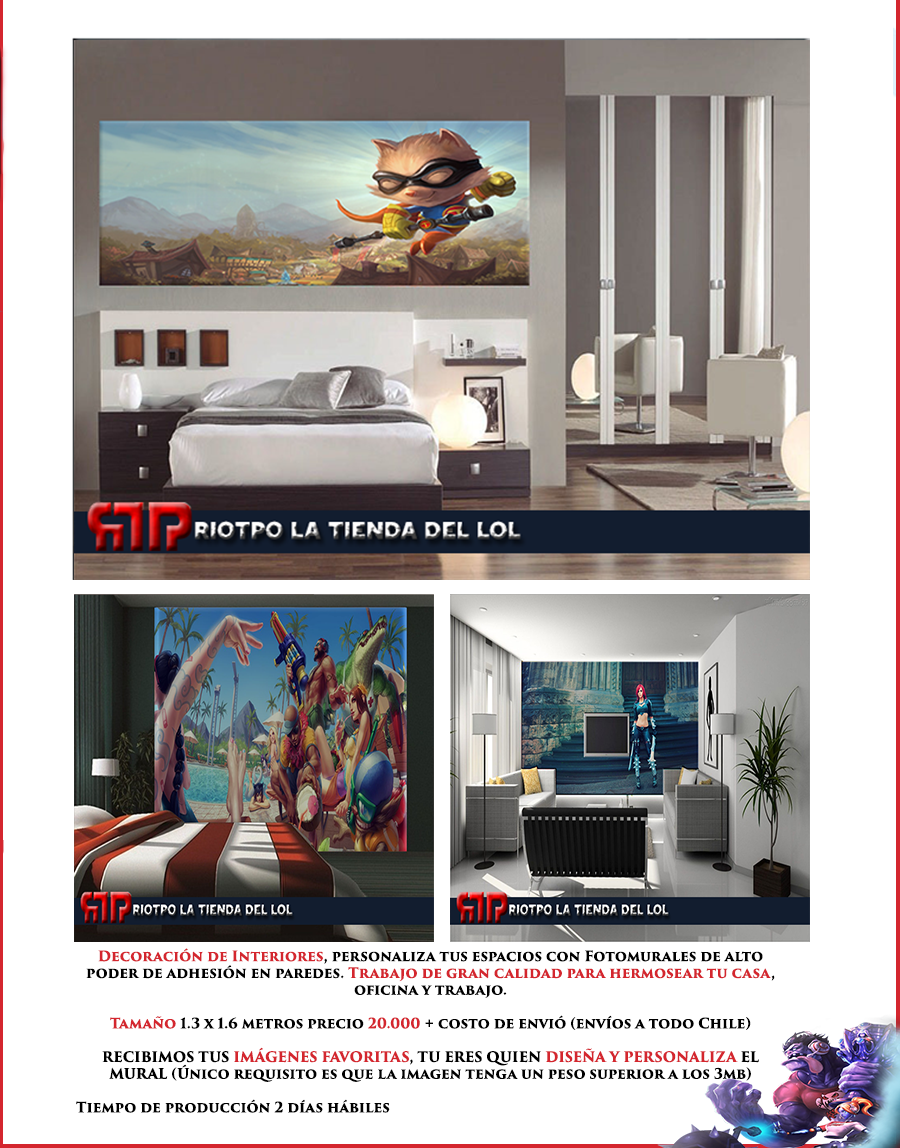 RTP RIOTPO LA TIENDA DEL LOL
RTP RIOTPO LA TIENDA DEL LOL
RTP RIOTPO LA TIENDA DEL LOL
Decoración de Interiores, personaliza tus espacios con Fotomurales de alto
poder de adhesión en paredes. Trabajo de gran calidad para hermosear tu casa,
oficina y trabajo.
Tamaño 1.3 x 1.6 metros precio 20.000 + costo de envió (envíos a todo Chile)
RECIBIMOS TUS IMÁGENES FAVORITAS, TU ERES QUIEN DISEÑA Y PERSONALIZA EL
MURAL (Único requisito es que la imagen tenga un peso superior a los 3mb)
Tiempo de producción 2 días hábiles